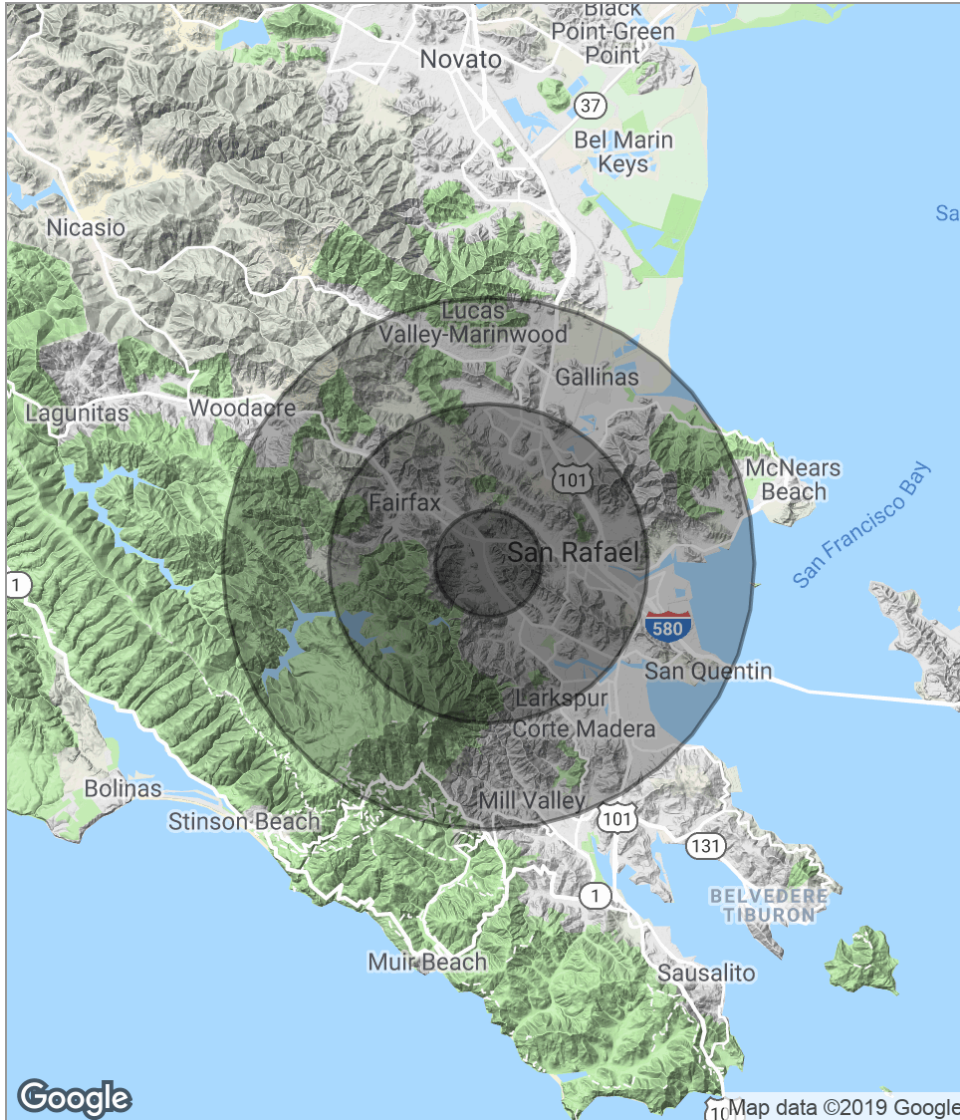 Black
Point-Green
Point
Novato
37
Bel Marin
Keys
Nicasio
Sa
Lucas
Valley-Marinwood
Gallinas
Woodacre
Lagunitas
McNears
Beach
101
Fairfax
San Rafael
San Francisco Bay
1
580
San Quentin
Larkspur
Corte Madera
Bolinas
Mill Valley
Stinson Beach
101
131
1
BELVEDERE
TIBURON
Muir Beach
Sausalito
Google
10
Map data ©2019 Google